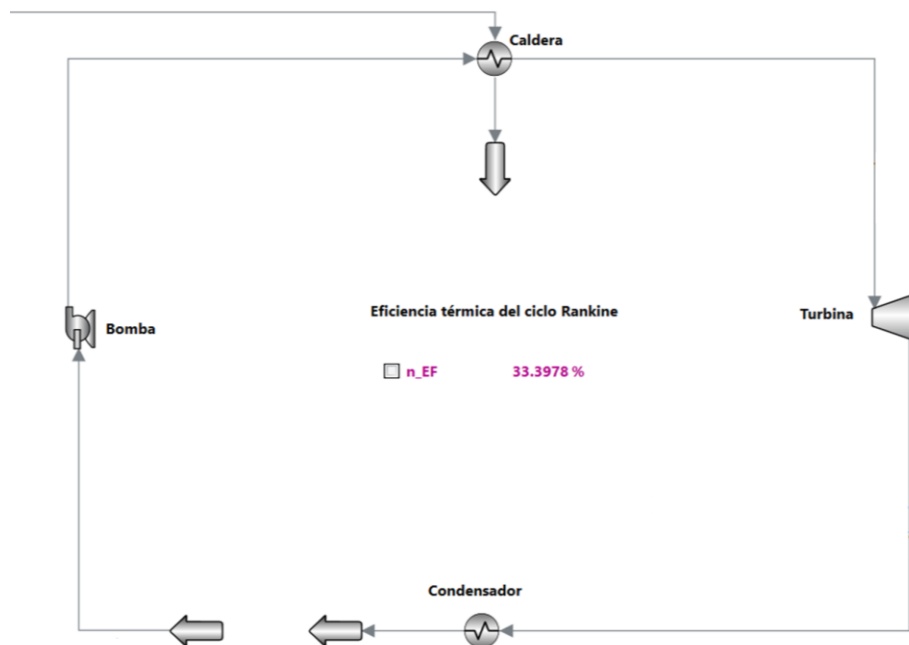 Caldera
Eficiencia térmica del ciclo Rankine
Turbina
Bomba
n_EF 33.3978 %
Condensador